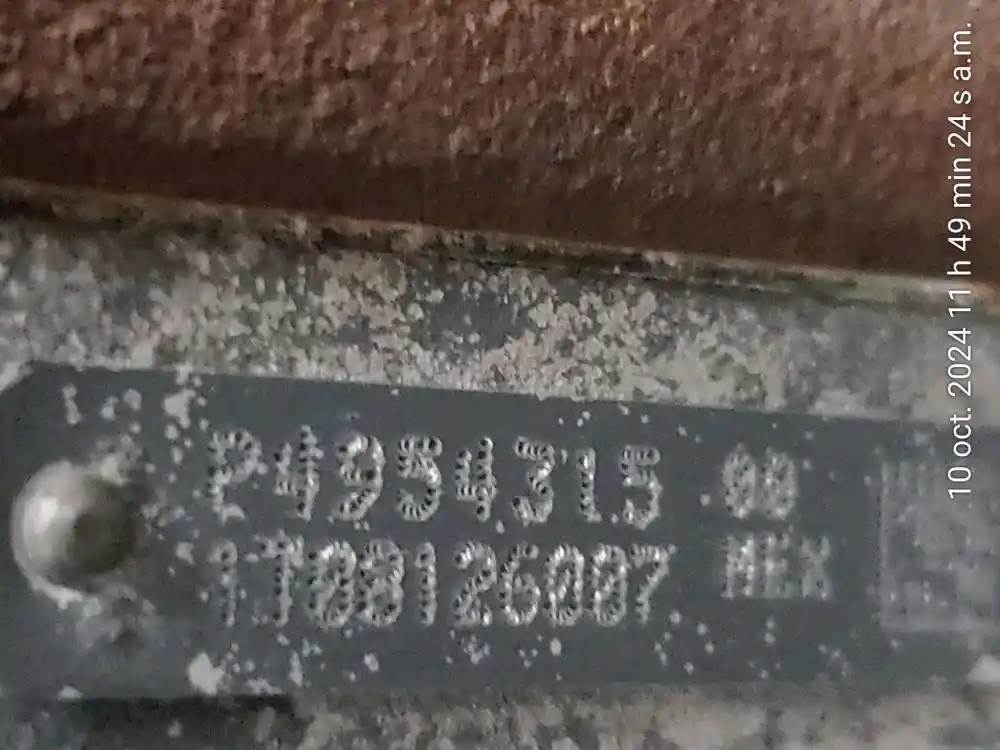 P4954315 00
1T08126007 MEX
10 oct. 2024 11 h 49 min 24 s a.m.